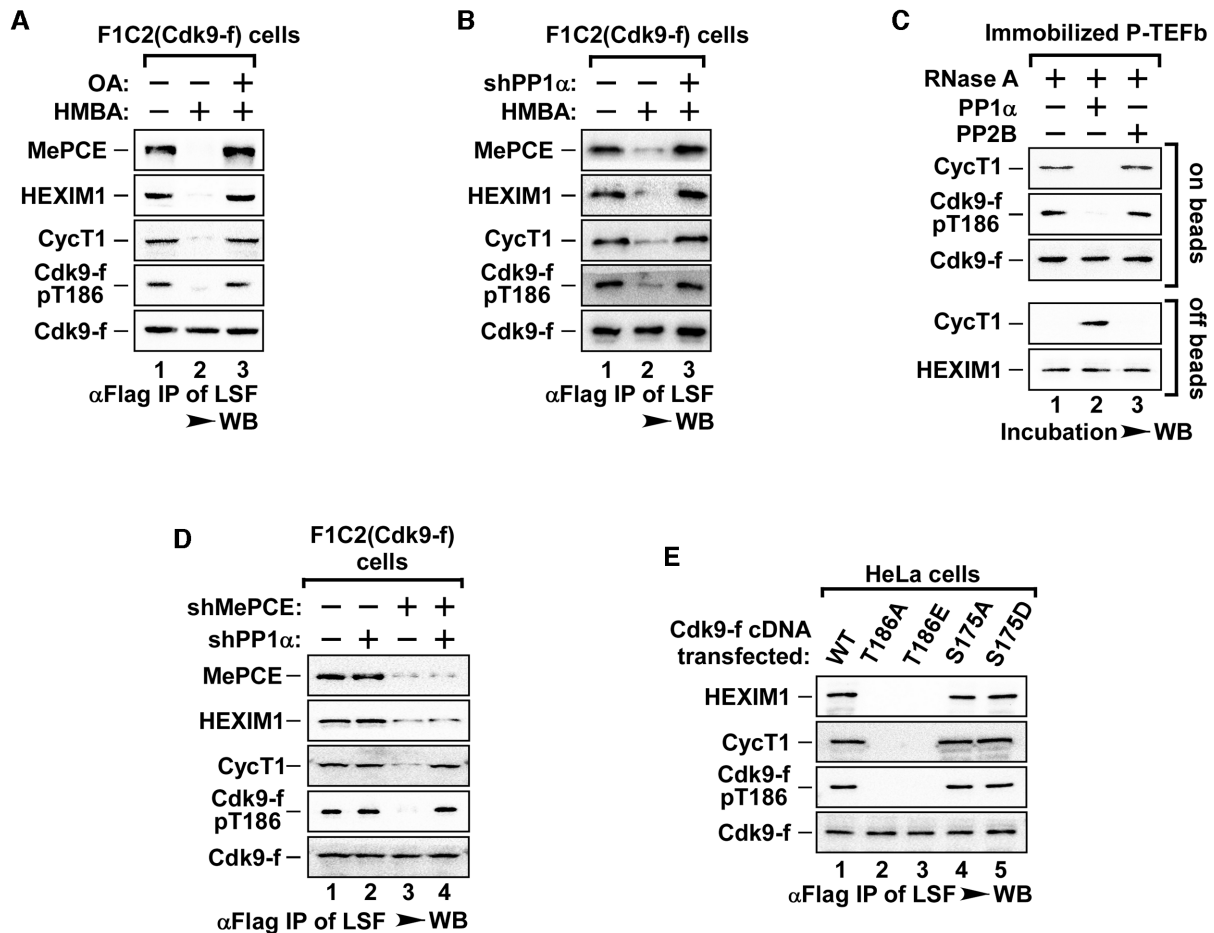 A
F1C2(Cdk9-f) cells
OA: − − +
HMBA: − + +
MePCE
HEXIM1
CycT1
Cdk9-f
pT186
Cdk9-f
1 2 3
αFlag IP of LSF
➤ WB
B
F1C2(Cdk9-f) cells
shPP1α: − − +
HMBA: − + +
MePCE
HEXIM1
CycT1
Cdk9-f
pT186
Cdk9-f
1 2 3
αFlag IP of LSF
➤ WB
C
Immobilized P-TEFb
RNase A + + +
PP1α − + −
PP2B − − +
CycT1
Cdk9-f
pT186
Cdk9-f
on beads
CycT1
HEXIM1
off beads
1 2 3
Incubation ➤ WB
D
F1C2(Cdk9-f)
cells
shMePCE: − − + +
shPP1α: − + − +
MePCE
HEXIM1
CycT1
Cdk9-f
pT186
Cdk9-f
1 2 3 4
αFlag IP of LSF ➤ WB
E
HeLa cells
Cdk9-f cDNA
transfected:
WT T186A T186E S175A S175D
HEXIM1
CycT1
Cdk9-f
pT186
Cdk9-f
1 2 3 4 5
αFlag IP of LSF ➤ WB